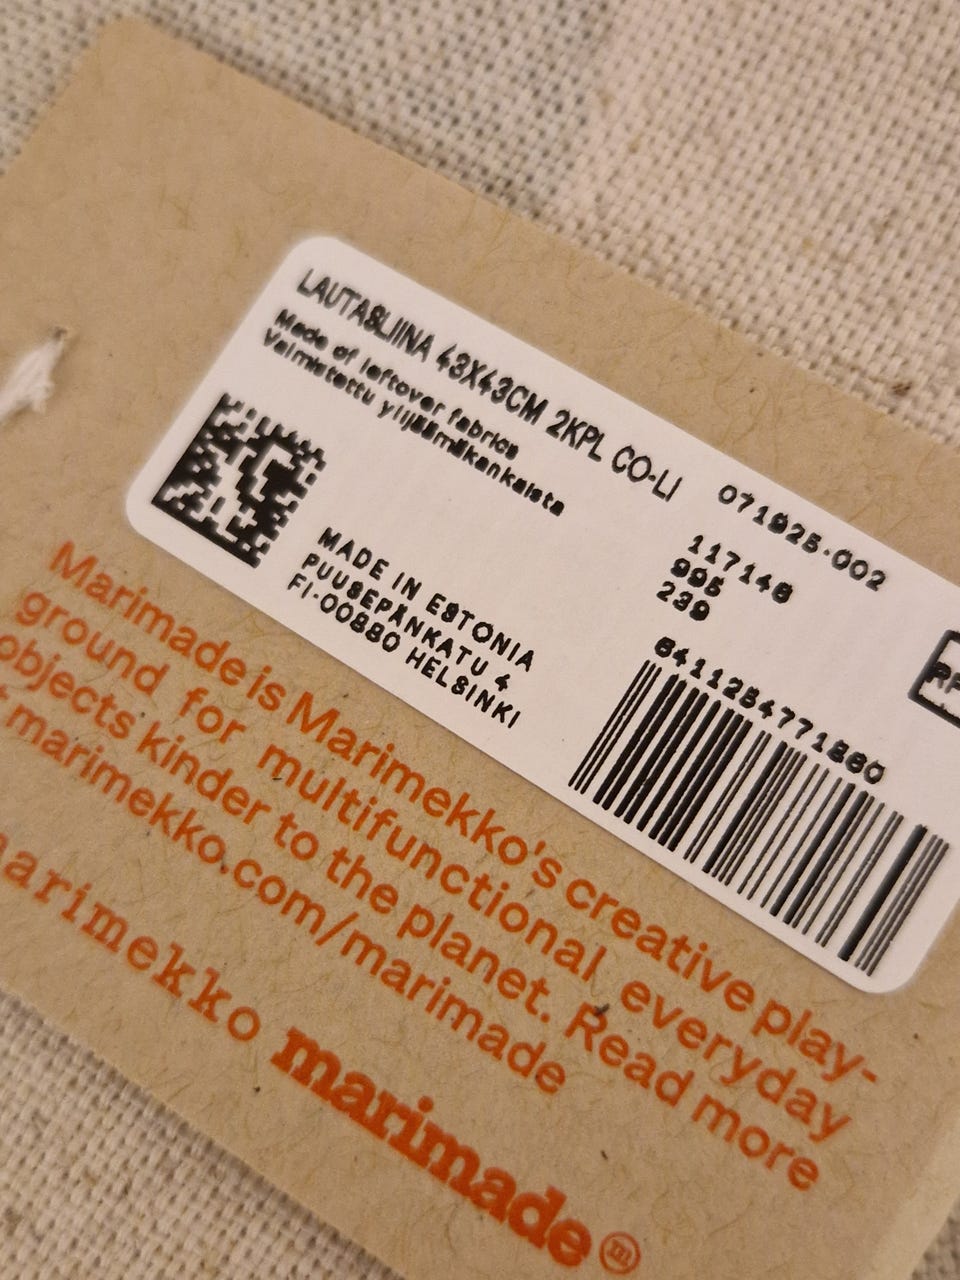 LAUTASLIINA 43X43CM 2KPL CO-LI 071925-002
Made of leftover fabrics
Valmistettu ylijäämäkankaista
995
239
MADE IN ESTONIA
PUUSEPÄNKATU 4
FI-00880 HELSINKI
6411254771860
Marimade is Marimekko's creative play-
ground for multifunctional everyday
objects kinder to the planet. Read more
marimekko.com/marimade
marimekko marimade